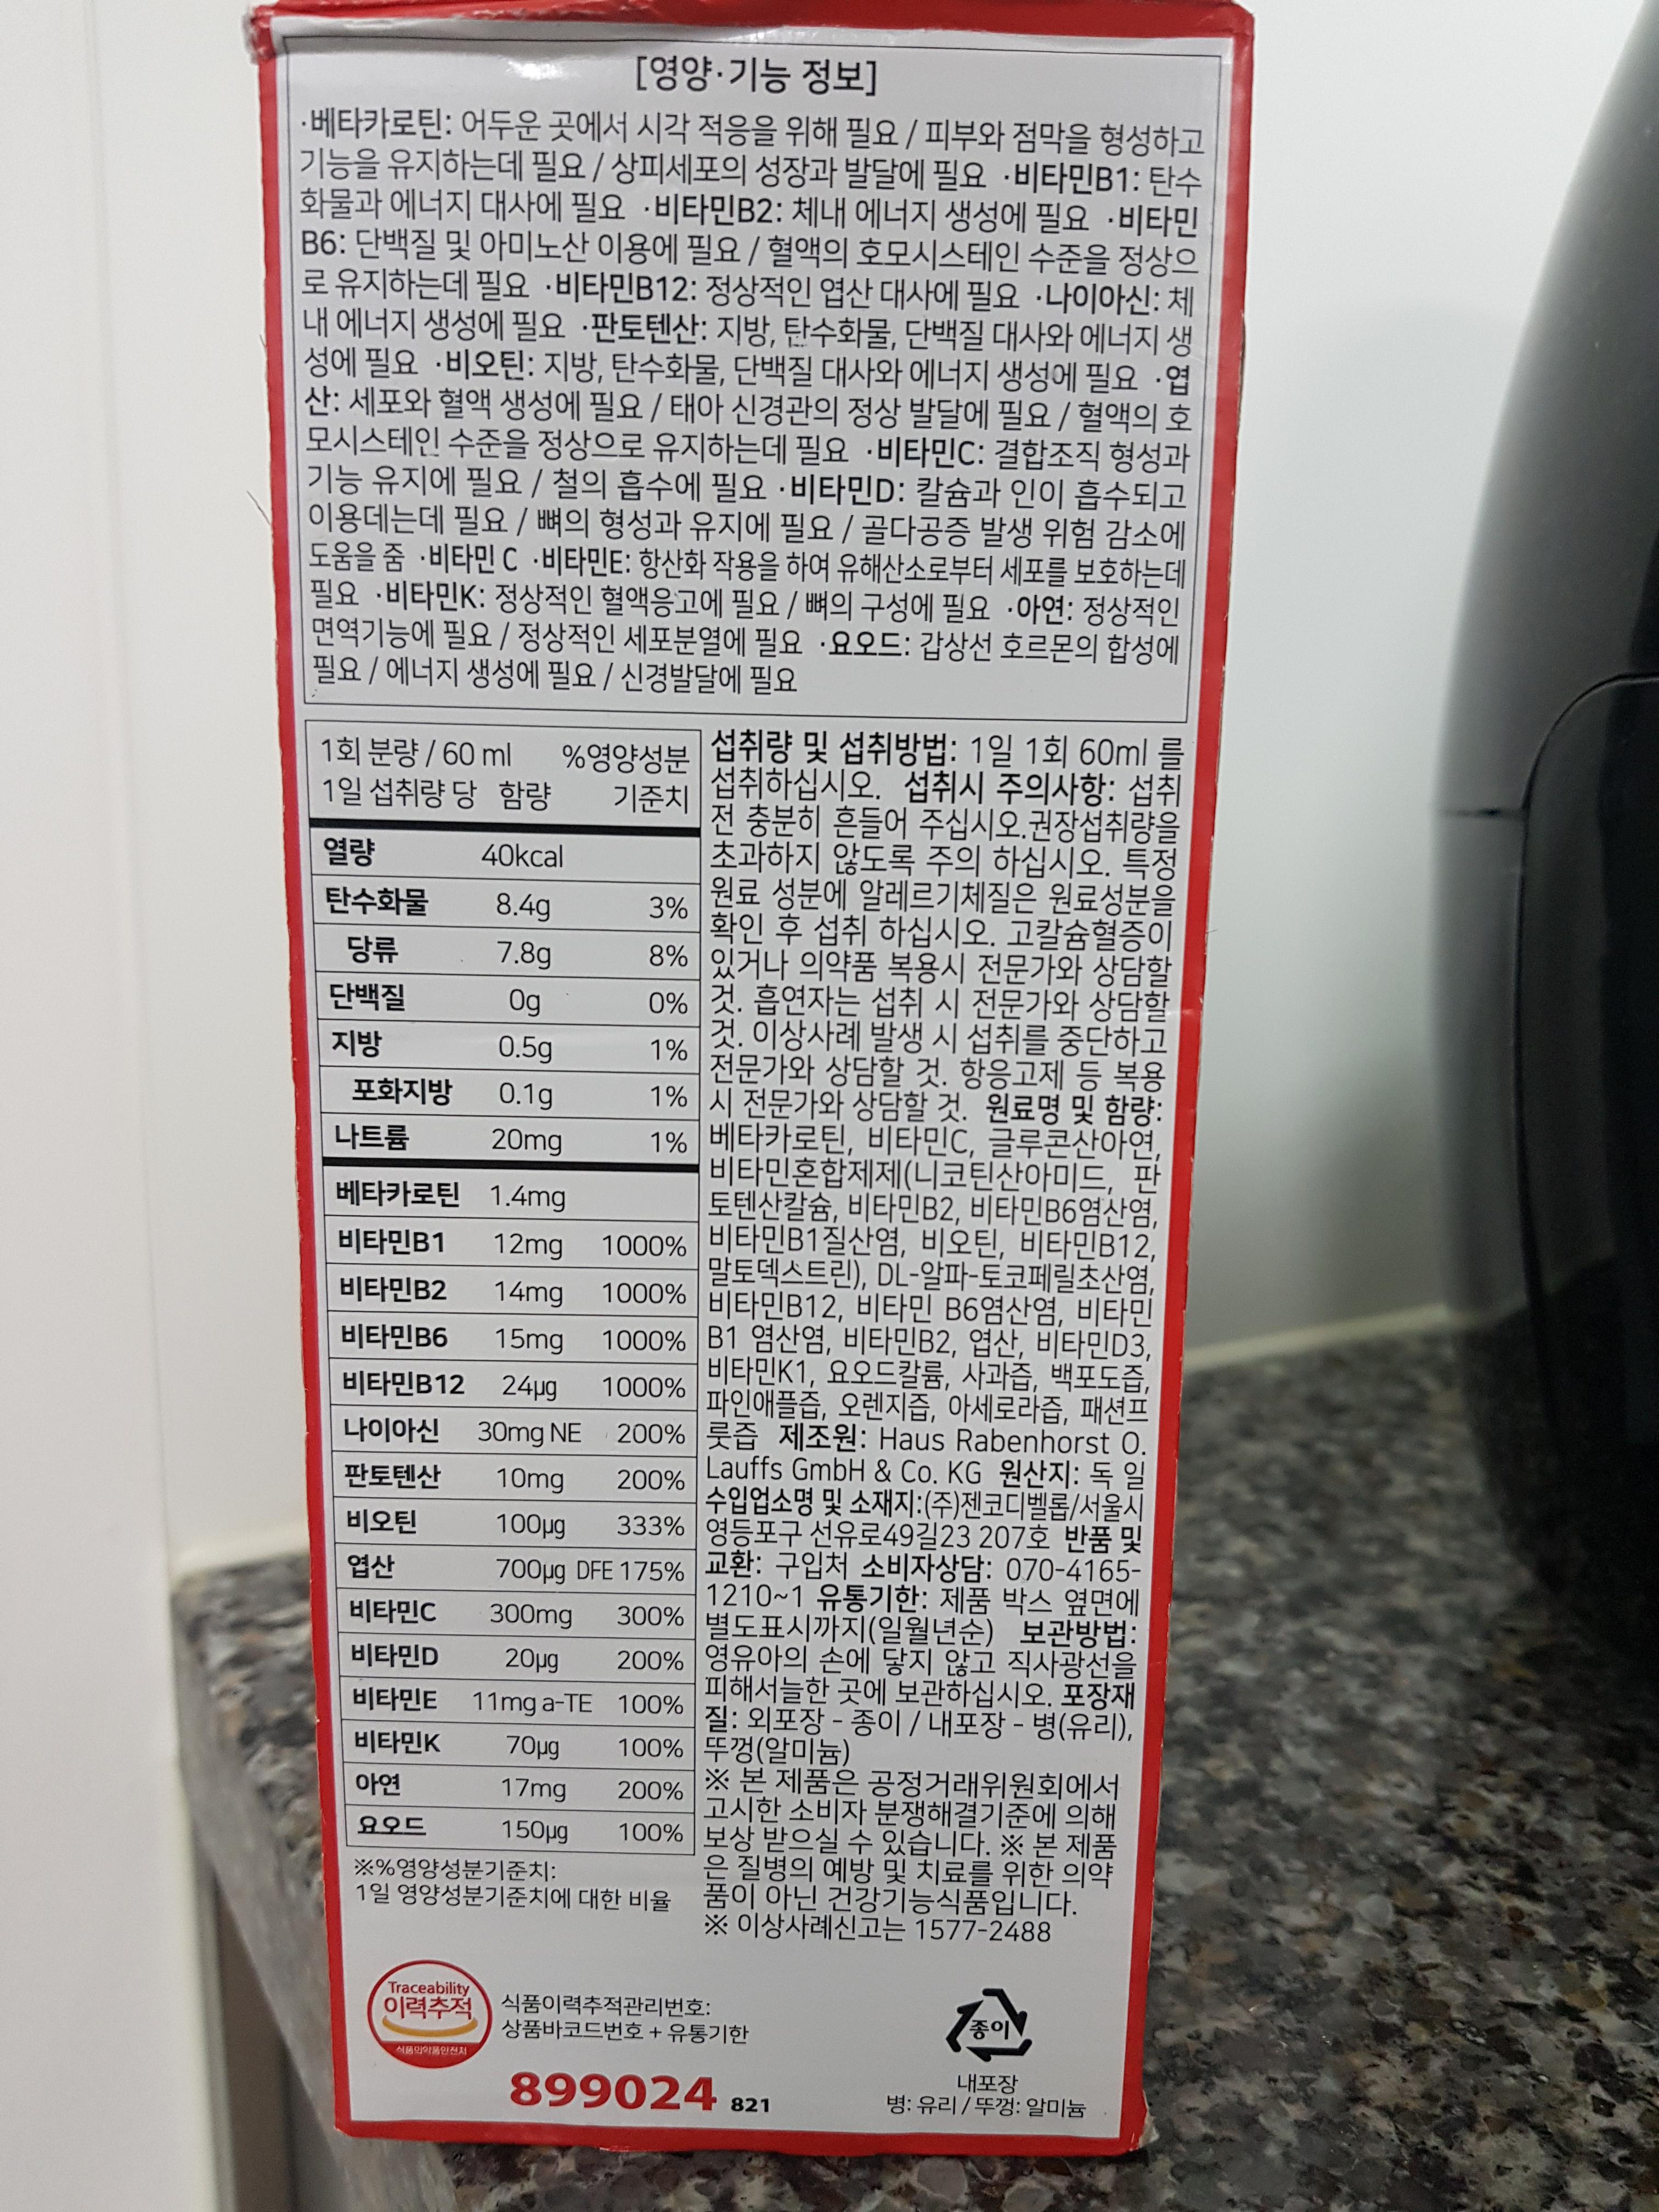 [영양·기능 정보]
·베타카로틴: 어두운 곳에서 시각 적응을 위해 필요 / 피부와 점막을 형성하고
기능을 유지하는데 필요 / 상피세포의 성장과 발달에 필요 ·비타민B1: 탄수
화물과 에너지 대사에 필요 ·비타민B2: 체내 에너지 생성에 필요 ·비타민
B6: 단백질 및 아미노산 이용에 필요 / 혈액의 호모시스테인 수준을 정상으
로 유지하는데 필요 ·비타민B12: 정상적인 엽산 대사에 필요 ·나이아신: 체
내 에너지 생성에 필요 ·판토텐산: 지방, 탄수화물, 단백질 대사와 에너지 생
성에 필요 ·비오틴: 지방, 탄수화물, 단백질 대사와 에너지 생성에 필요 ·엽
산: 세포와 혈액 생성에 필요 / 태아 신경관의 정상 발달에 필요 / 혈액의 호
모시스테인 수준을 정상으로 유지하는데 필요 ·비타민C: 결합조직 형성과
기능 유지에 필요 / 철의 흡수에 필요 ·비타민D: 칼슘과 인이 흡수되고
이용데는데 필요 / 뼈의 형성과 유지에 필요 / 골다공증 발생 위험 감소에
도움을 줌 ·비타민 C ·비타민E: 항산화 작용을 하여 유해산소로부터 세포를 보호하는데
필요 ·비타민K: 정상적인 혈액응고에 필요 / 뼈의 구성에 필요 ·아연: 정상적인
면역기능에 필요 / 정상적인 세포분열에 필요 ·요오드: 갑상선 호르몬의 합성에
필요 / 에너지 생성에 필요 / 신경발달에 필요
1회 분량 / 60 ml %영양성분
1일 섭취량 당 함량 기준치
열량 40kcal
탄수화물 8.4g 3%
당류 7.8g 8%
단백질 0g 0%
지방 0.5g 1%
포화지방 0.1g 1%
나트륨 20mg 1%
베타카로틴 1.4mg
비타민B1 12mg 1000%
비타민B2 14mg 1000%
비타민B6 15mg 1000%
비타민B12 24μg 1000%
나이아신 30mg NE 200%
판토텐산 10mg 200%
비오틴 100μg 333%
엽산 700μg DFE 175%
비타민C 300mg 300%
비타민D 20μg 200%
비타민E 11mg a-TE 100%
비타민K 70μg 100%
아연 17mg 200%
요오드 150μg 100%
※%영양성분기준치:
1일 영양성분기준치에 대한 비율
섭취량 및 섭취방법: 1일 1회 60ml 를
섭취하십시오. 섭취시 주의사항: 섭취
전 충분히 흔들어 주십시오.권장섭취량을
초과하지 않도록 주의 하십시오. 특정
원료 성분에 알레르기체질은 원료성분을
확인 후 섭취 하십시오. 고칼슘혈증이
있거나 의약품 복용시 전문가와 상담할
것. 흡연자는 섭취 시 전문가와 상담할
것. 이상사례 발생 시 섭취를 중단하고
전문가와 상담할 것. 항응고제 등 복용
시 전문가와 상담할 것. 원료명 및 함량:
베타카로틴, 비타민C, 글루콘산아연,
비타민혼합제제(니코틴산아미드, 판
토텐산칼슘, 비타민B2, 비타민B6염산염,
비타민B1질산염, 비오틴, 비타민B12,
말토덱스트린), DL-알파-토코페릴초산염,
비타민B12, 비타민 B6염산염, 비타민
B1 염산염, 비타민B2, 엽산, 비타민D3,
비타민K1, 요오드칼륨, 사과즙, 백포도즙,
파인애플즙, 오렌지즙, 아세로라즙, 패션프
룻즙 제조원: Haus Rabenhorst O.
Lauffs GmbH & Co. KG 원산지: 독 일
수입업소명 및 소재지:(주)젠코디벨롭/서울시
영등포구 선유로49길23 207호 반품 및
교환: 구입처 소비자상담: 070-4165-
1210~1 유통기한: 제품 박스 옆면에
별도표시까지(일월년순) 보관방법:
영유아의 손에 닿지 않고 직사광선을
피해서늘한 곳에 보관하십시오. 포장재
질: 외포장 - 종이 / 내포장 - 병(유리),
뚜껑(알미늄)
※ 본 제품은 공정거래위원회에서
고시한 소비자 분쟁해결기준에 의해
보상 받으실 수 있습니다. ※ 본 제품
은 질병의 예방 및 치료를 위한 의약
품이 아닌 건강기능식품입니다.
※ 이상사례신고는 1577-2488
Traceability
이력추적
식품의약품안전처
식품이력추적관리번호:
상품바코드번호 + 유통기한
899024 821
종이
내포장
병: 유리 / 뚜껑: 알미늄